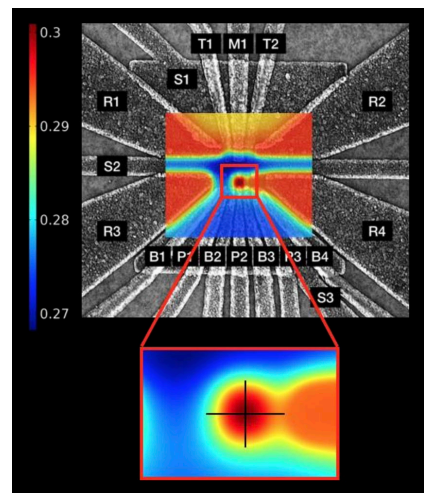 0.3
0.29
0.28
0.27
T1 M1 T2
S1
R1 R2
S2
R3 R4
B1 P1 B2 P2 B3 P3 B4
S3